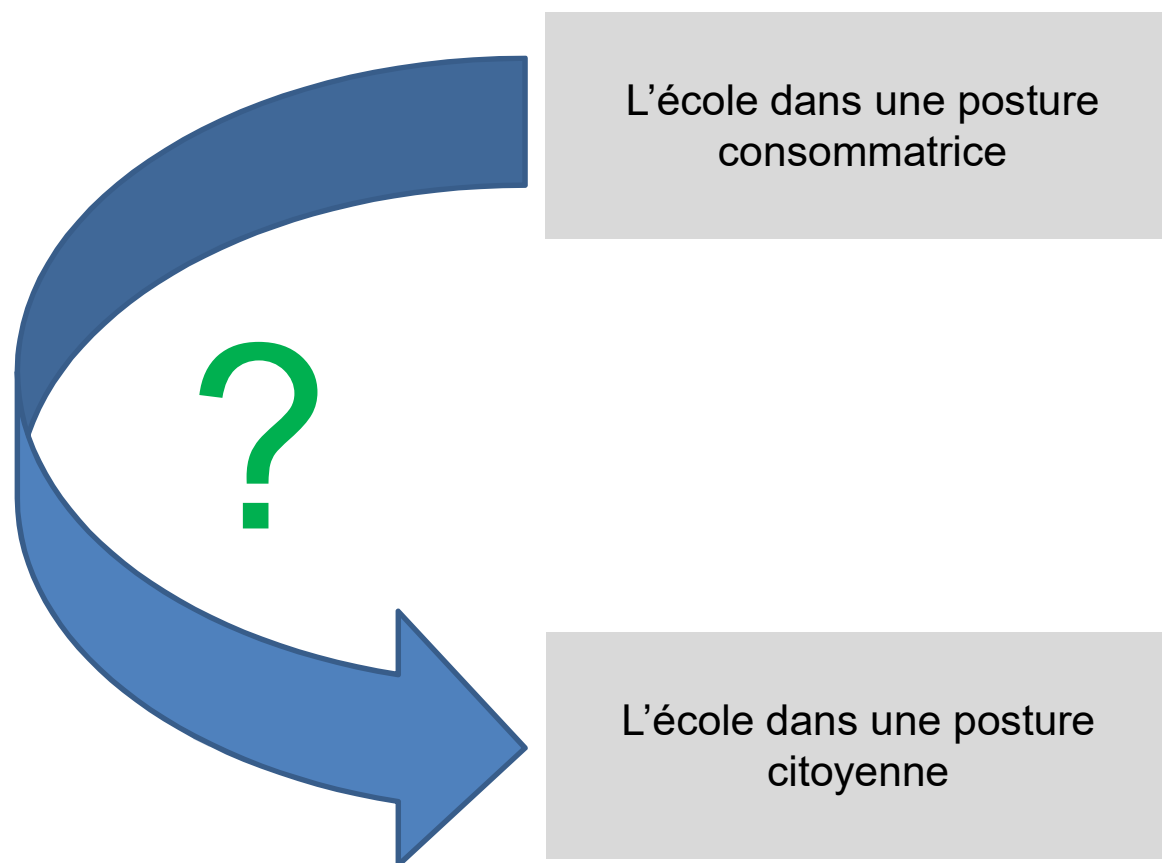 L’école dans une posture
consommatrice
?
L’école dans une posture
citoyenne